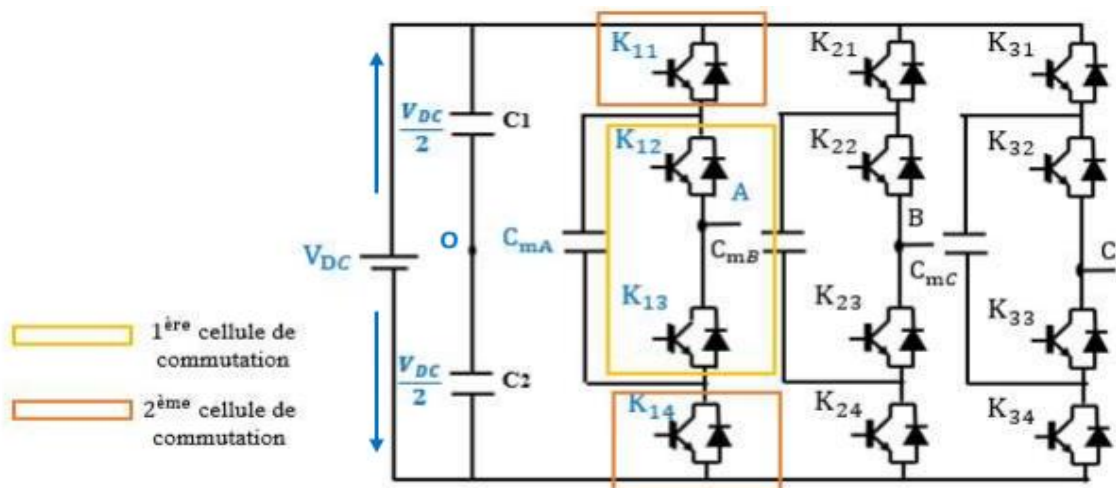 K11
K21
K31
VDC
2
C1
K12
K22
K32
A
B
C
O
VDC
CmA
CmB
CmC
K13
K23
K33
VDC
2
C2
K14
K24
K34
1ère cellule de
commutation
2ème cellule de
commutation